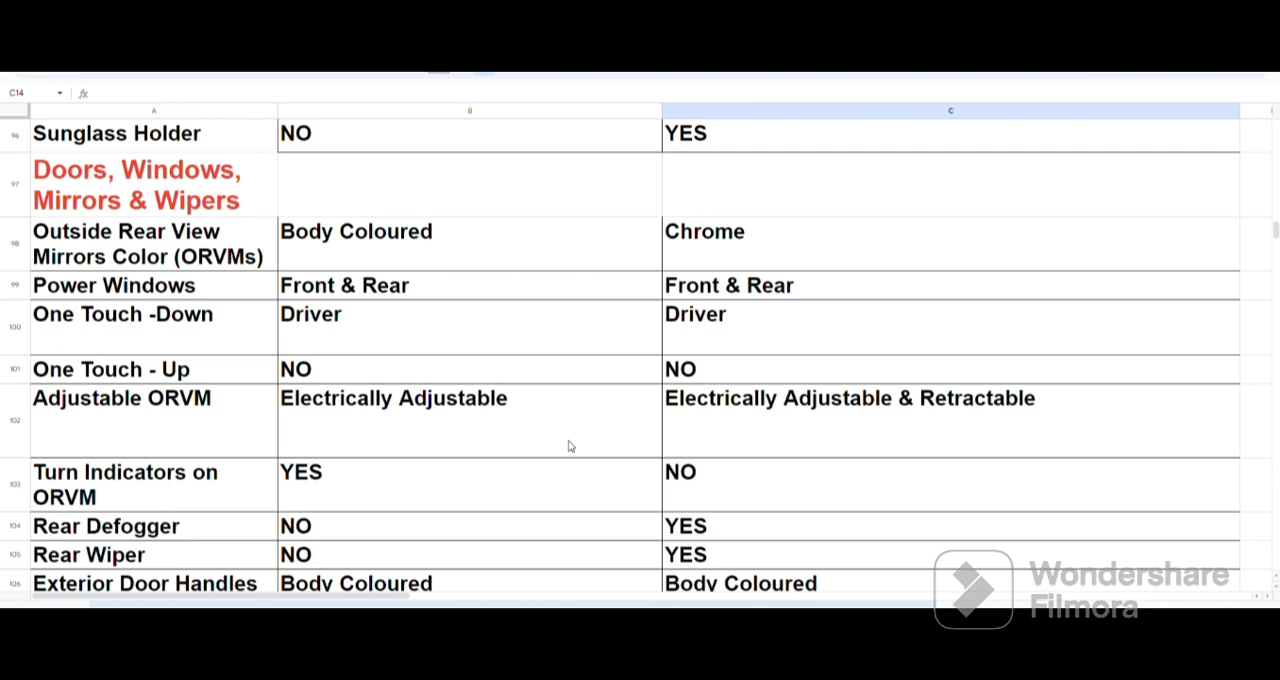 C14
fx
A B C
96 Sunglass Holder NO YES
97 Doors, Windows,
Mirrors & Wipers
98 Outside Rear View Body Coloured Chrome
Mirrors Color (ORVMs)
99 Power Windows Front & Rear Front & Rear
100 One Touch -Down Driver Driver
101 One Touch - Up NO NO
102 Adjustable ORVM Electrically Adjustable Electrically Adjustable & Retractable
103 Turn Indicators on YES NO
ORVM
104 Rear Defogger NO YES
105 Rear Wiper NO YES
106 Exterior Door Handles Body Coloured Body Coloured
Wondershare
Filmora